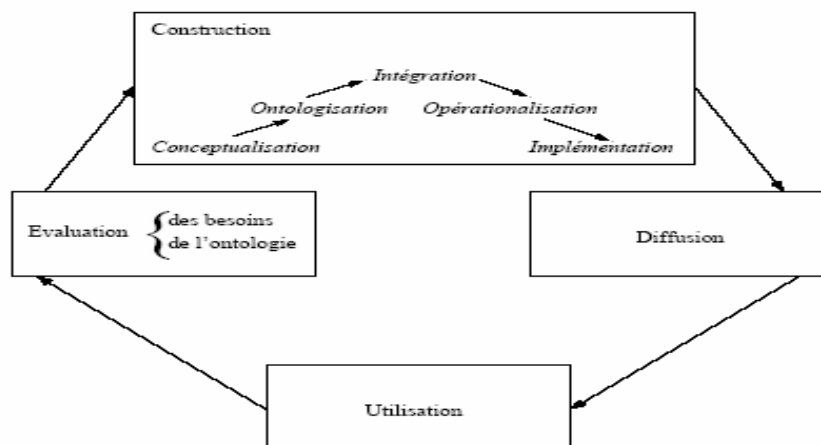 Construction
Intégration
Ontologisation Opérationalisation
Conceptualisation Implémentation
Evaluation { des besoins
de l'ontologie
Diffusion
Utilisation